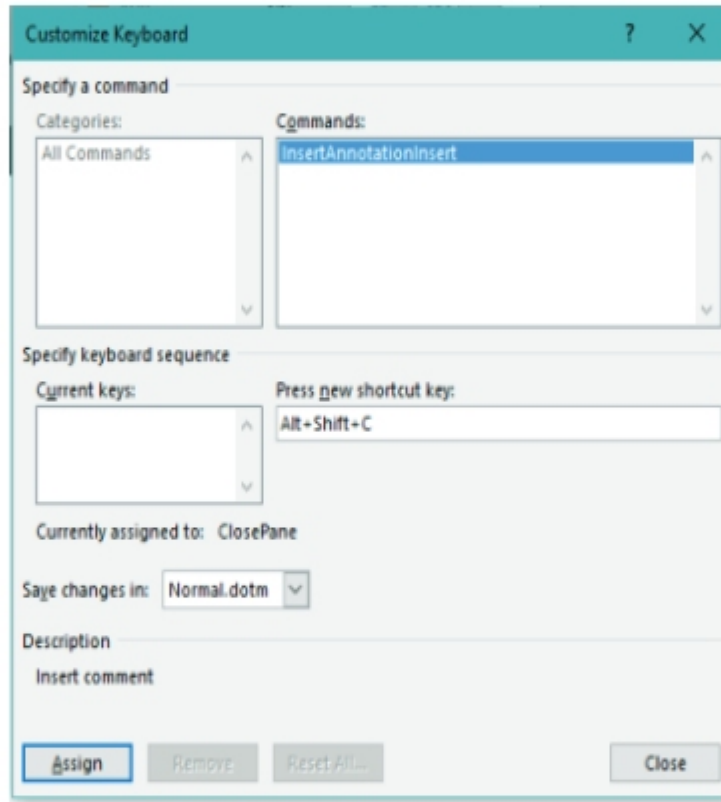 Customize Keyboard ?
Specify a command
Categories: Commands:
All Commands InsertAnnotationInsert
Specify keyboard sequence
Current keys: Press new shortcut key:
Alt+Shift+C
Currently assigned to: ClosePane
Save changes in: Normal.dotm
Description
Insert comment
Assign Remove Reset All... Close